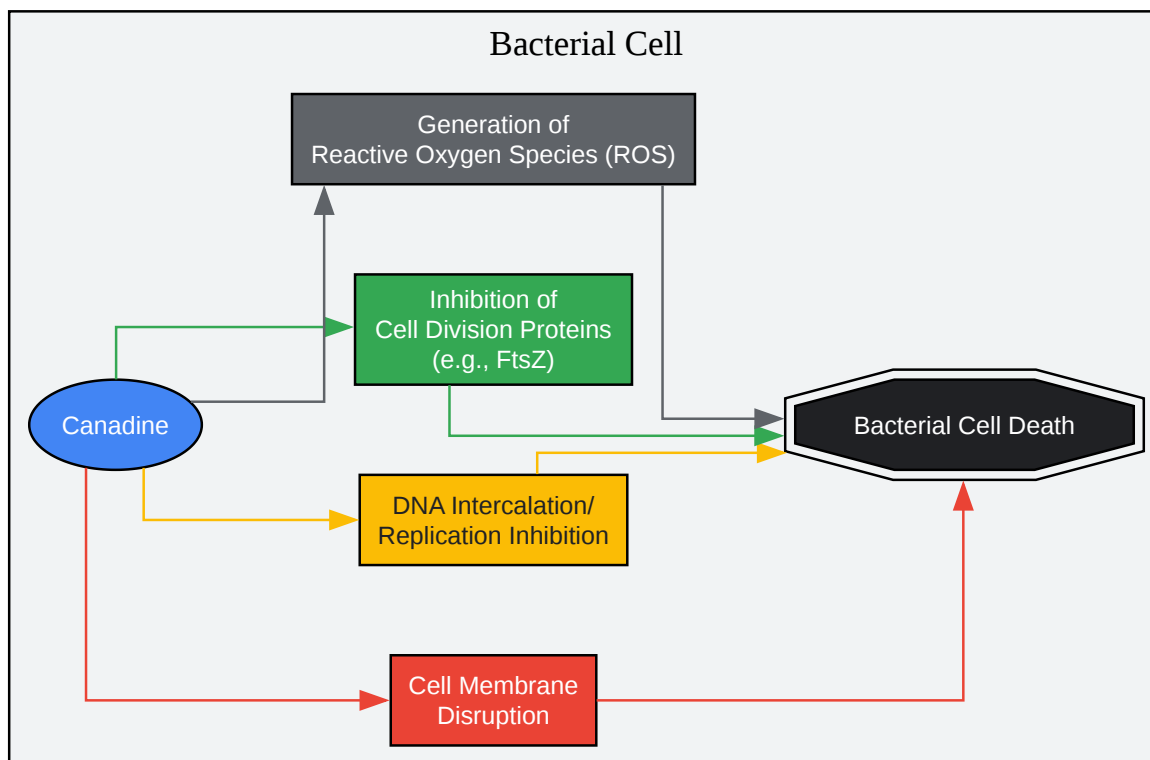 Bacterial Cell
Generation of
Reactive Oxygen Species (ROS)
Inhibition of
Cell Division Proteins
(e.g., FtsZ)
Canadine
Bacterial Cell Death
DNA Intercalation/
Replication Inhibition
Cell Membrane
Disruption